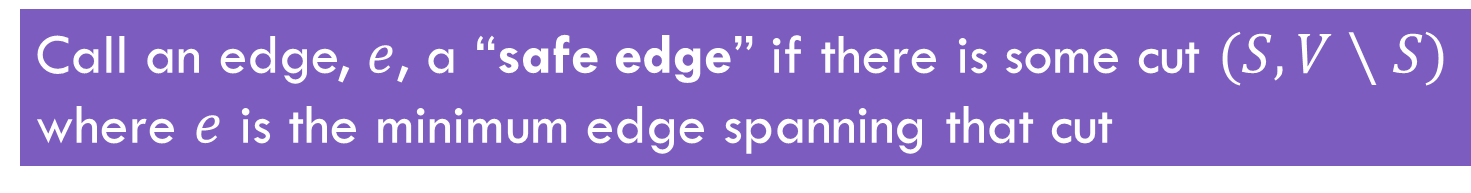 Call an edge, 𝑒, a “safe edge” if there is some cut (𝑆, 𝑉 \ 𝑆)
where 𝑒 is the minimum edge spanning that cut